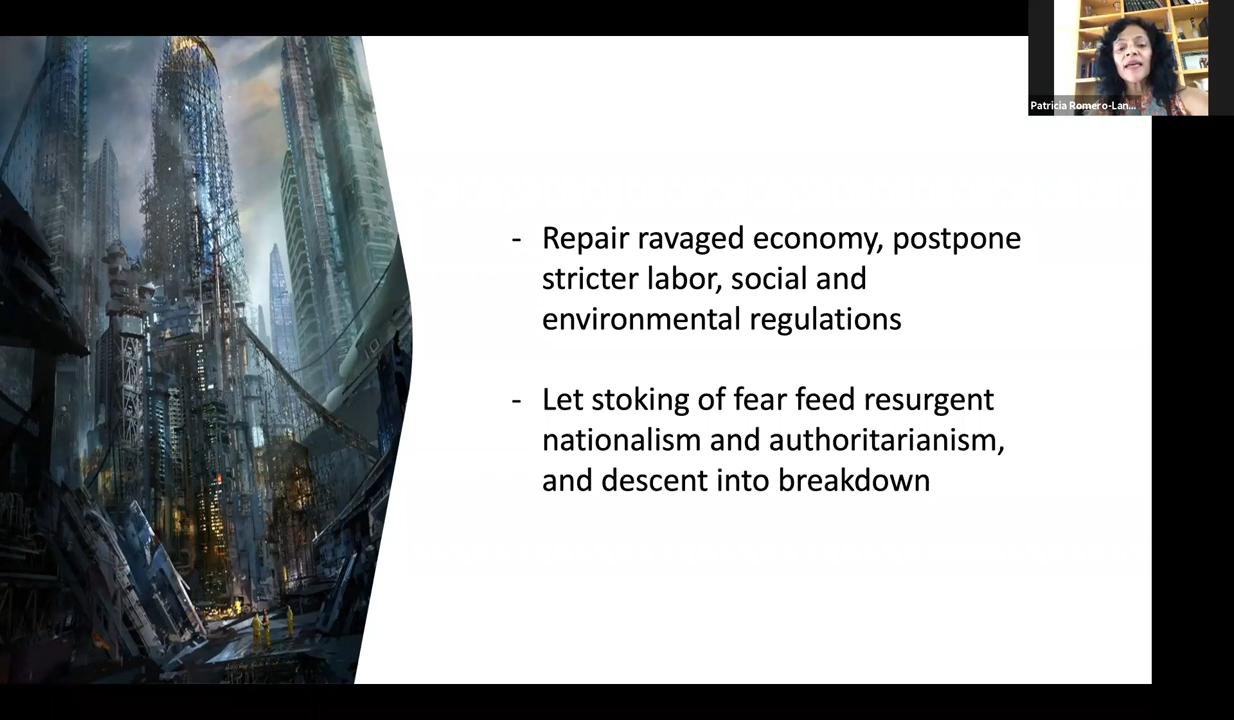 Patricia Romero-Lan...
- Repair ravaged economy, postpone
stricter labor, social and
environmental regulations
- Let stoking of fear feed resurgent
nationalism and authoritarianism,
and descent into breakdown